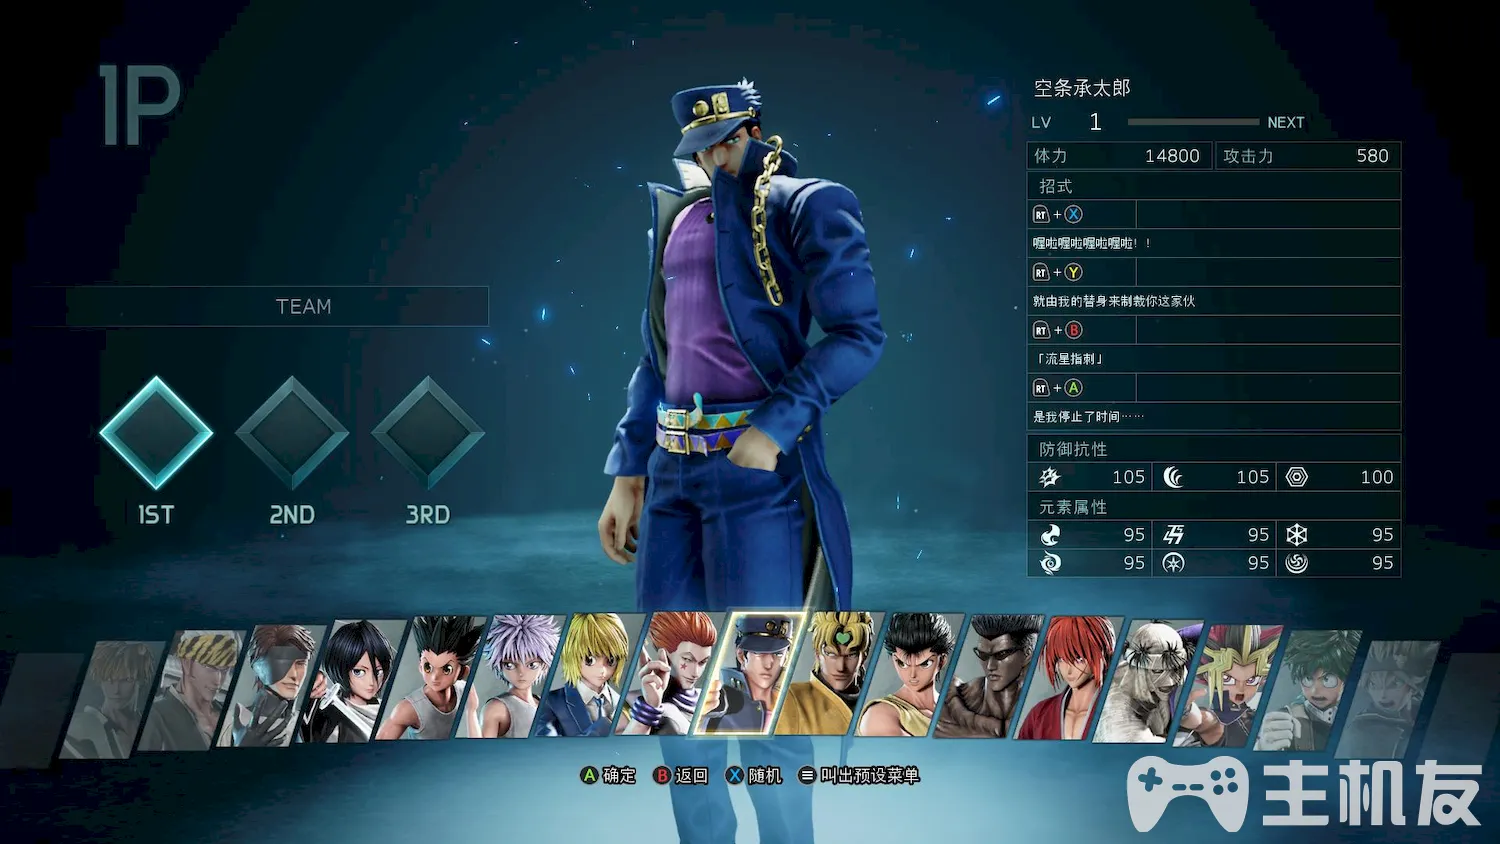 1P
TEAM
1ST
2ND
3RD
空条承太郎
LV 1 NEXT
体力 14800 攻击力 580
招式
RT + X
喔啦喔啦喔啦喔啦！！
RT + Y
就由我的替身来制裁你这家伙
RT + B
「流星指刺」
RT + A
是我停止了时间……
防御抗性
105 105 100
元素属性
95 95 95
95 95 95
A 确定 B 返回 X 随机 叫出预设菜单
主机友